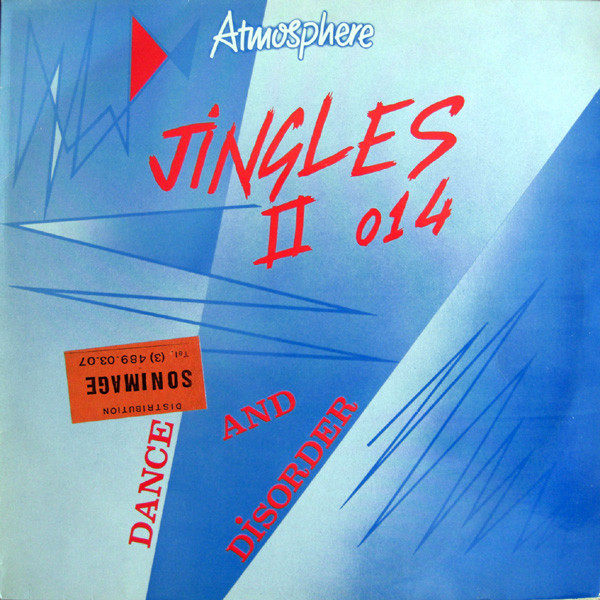 Atmosphere
JiNGLES
II 014
DISTRIBUTION
SONIMAGE
Tel. (3) 489.03.07
DANCE
AND
DiSORDER